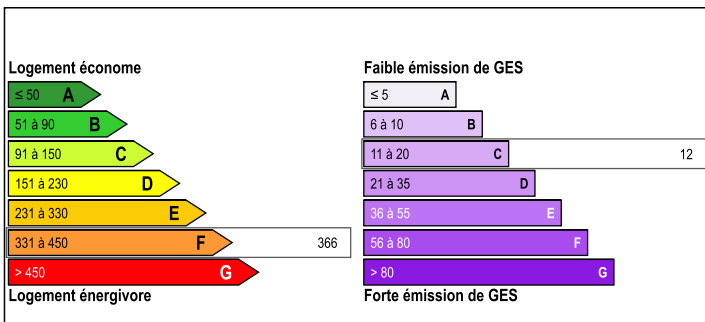 Logement économe
≤ 50 A
51 à 90 B
91 à 150 C
151 à 230 D
231 à 330 E
331 à 450 F 366
> 450 G
Logement énergivore
Faible émission de GES
≤ 5 A
6 à 10 B
11 à 20 C 12
21 à 35 D
36 à 55 E
56 à 80 F
> 80 G
Forte émission de GES